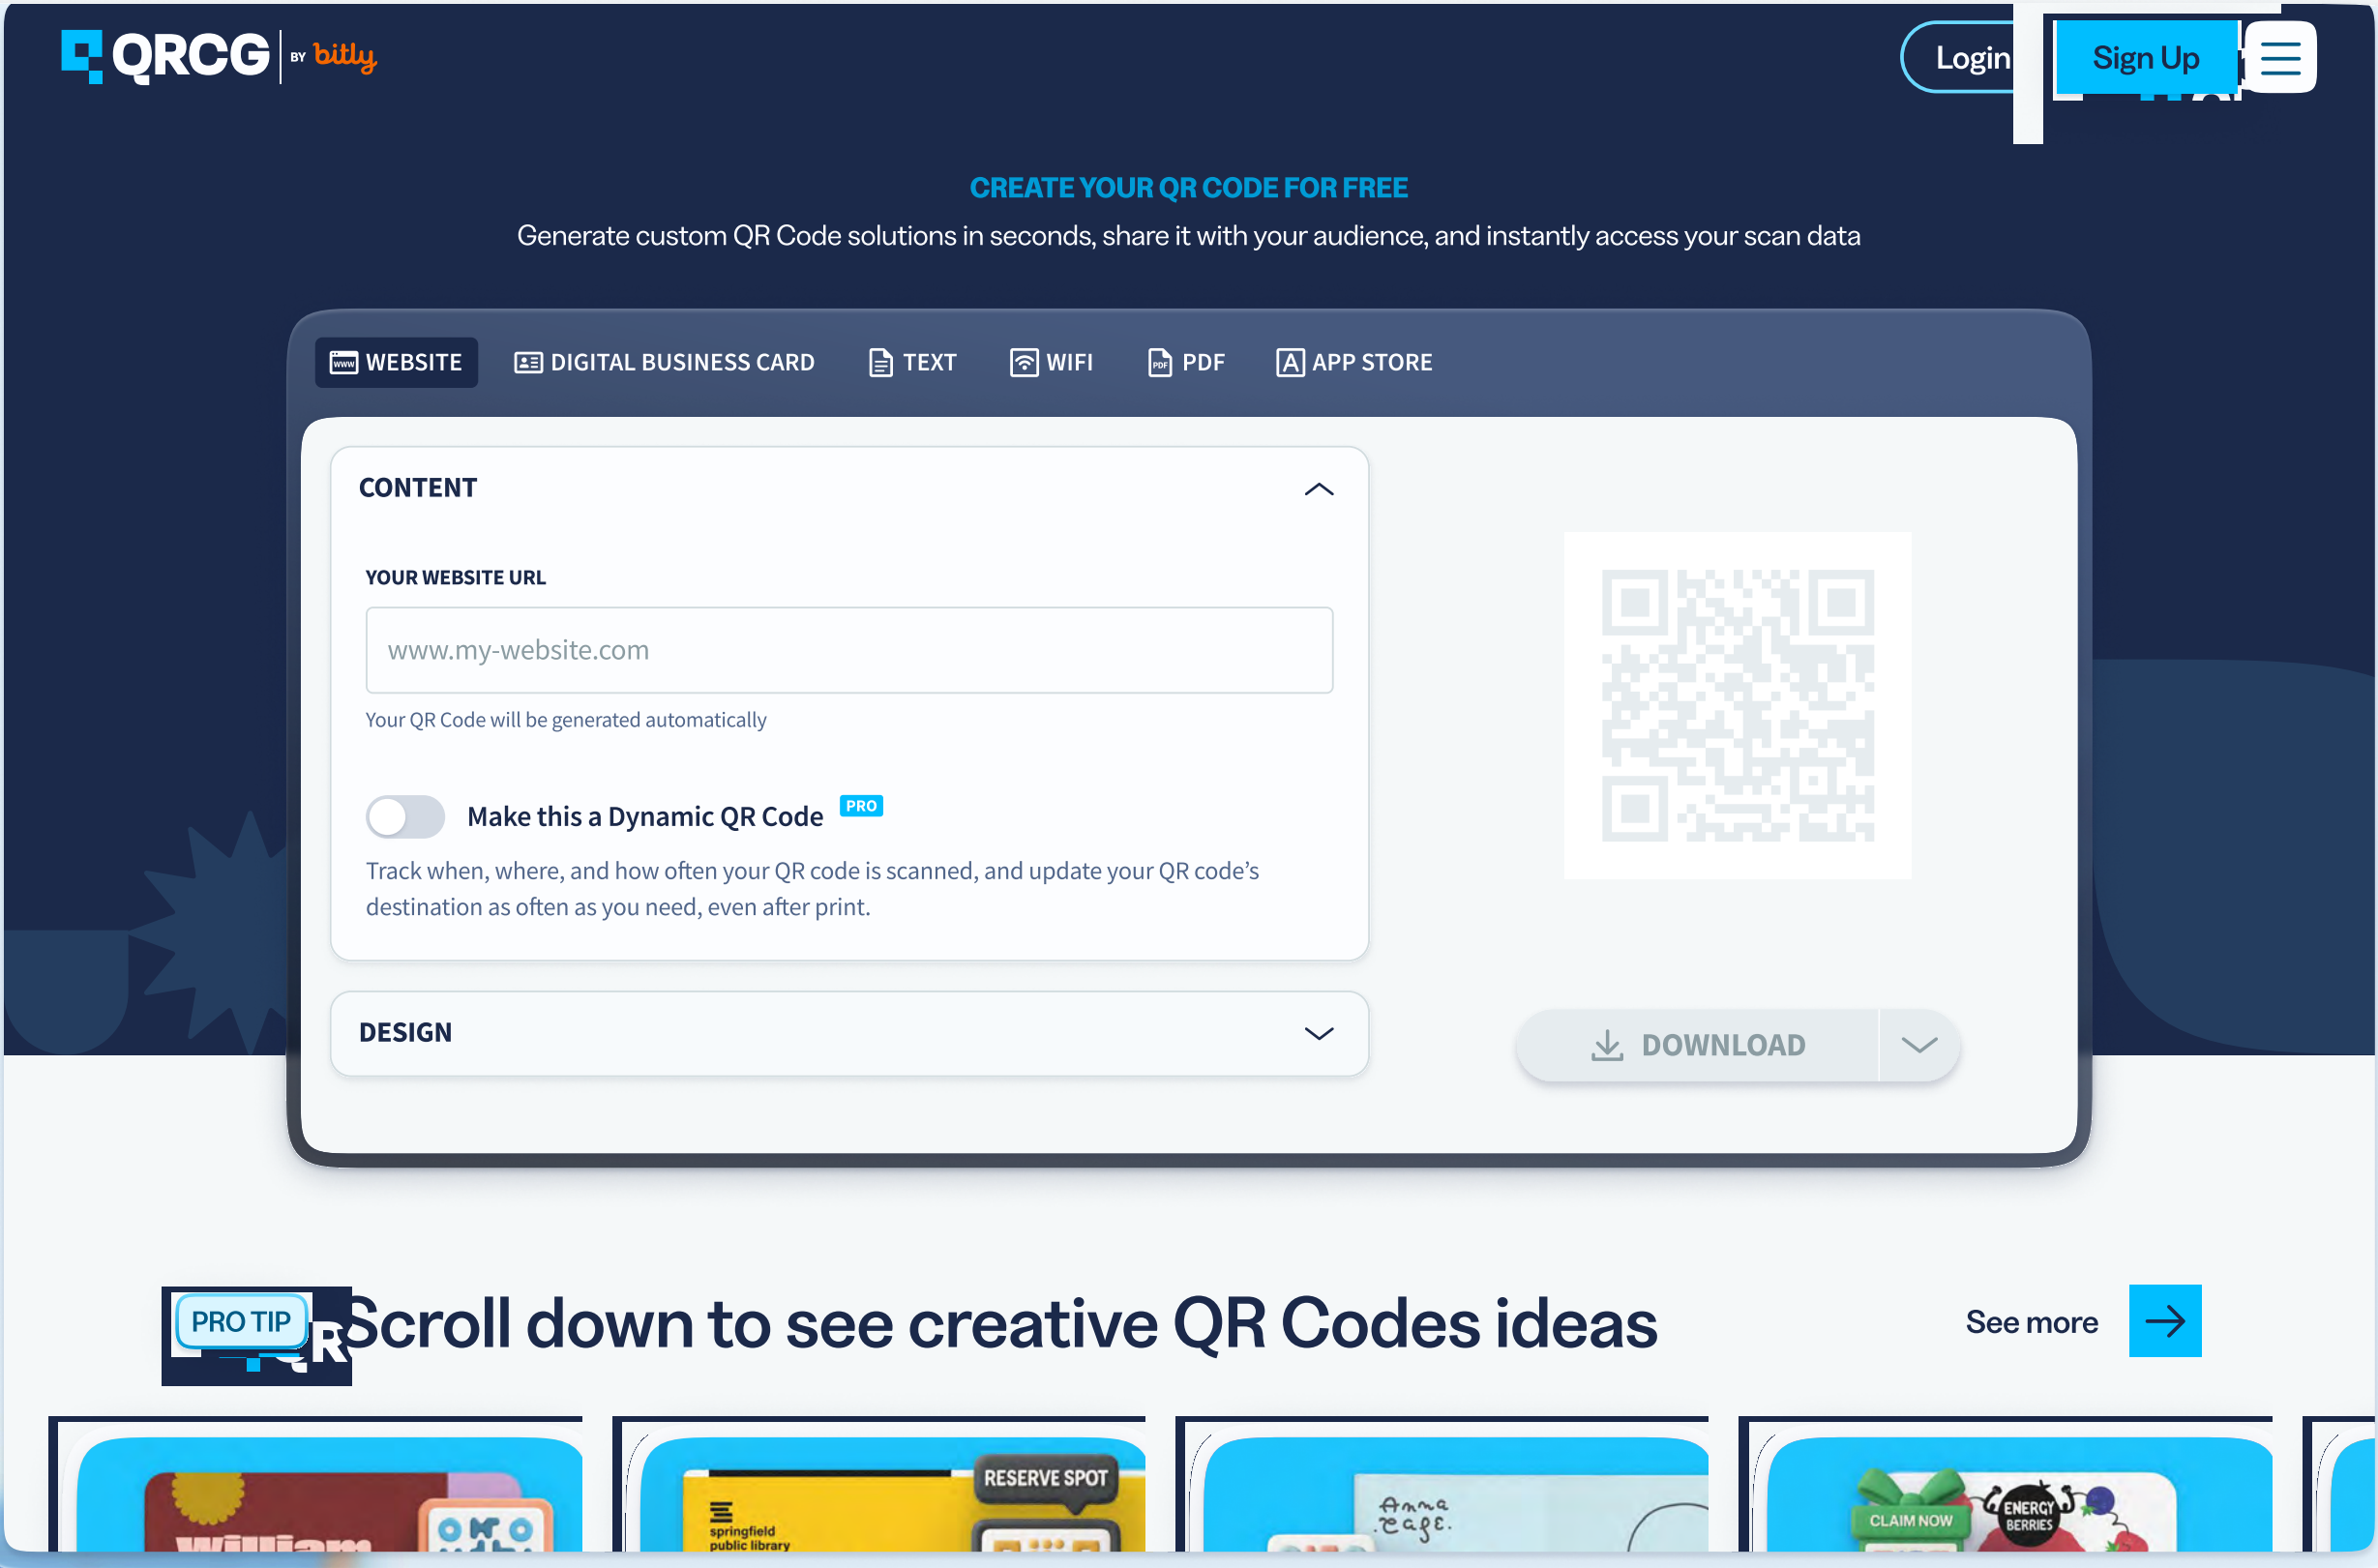 QRCG BY bitly
Login
Sign Up
CREATE YOUR QR CODE FOR FREE
Generate custom QR Code solutions in seconds, share it with your audience, and instantly access your scan data
WEBSITE DIGITAL BUSINESS CARD TEXT WIFI PDF APP STORE
CONTENT
YOUR WEBSITE URL
www.my-website.com
Your QR Code will be generated automatically
Make this a Dynamic QR Code PRO
Track when, where, and how often your QR code is scanned, and update your QR code’s
destination as often as you need, even after print.
DESIGN
DOWNLOAD
PRO TIP
Scroll down to see creative QR Codes ideas
See more
William
RESERVE SPOT
springfield
public library
Anna
CLAIM NOW
ENERGY
BERRIES